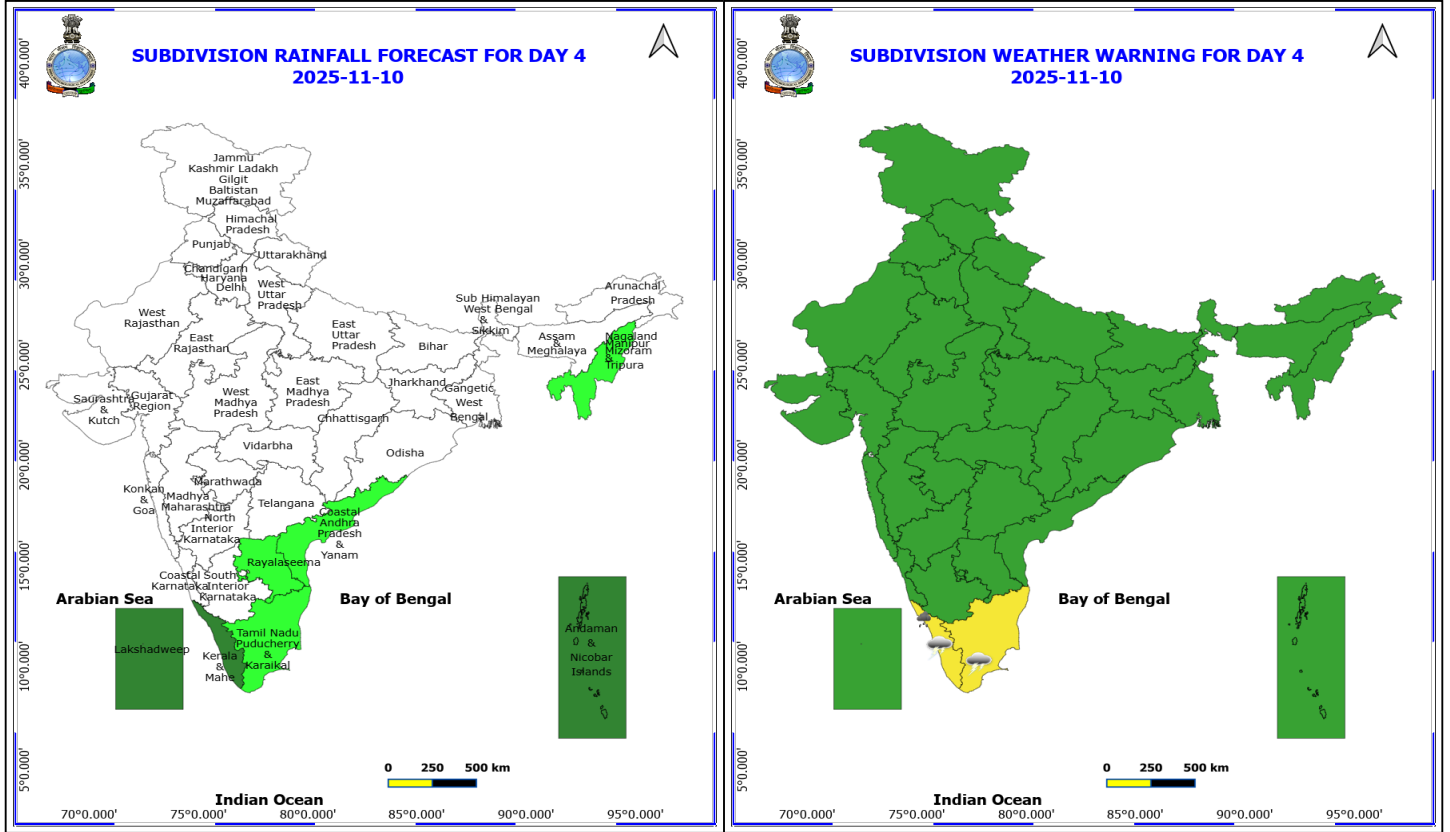 SUBDIVISION RAINFALL FORECAST FOR DAY 4
2025-11-10
40°0.000'
35°0.000'
30°0.000'
25°0.000'
20°0.000'
15°0.000'
10°0.000'
5°0.000'
Jammu
Kashmir Ladakh
Gilgit
Baltistan
Muzaffarabad
Himachal
Pradesh
Punjab
Uttarakhand
Chandigarh
Haryana
Delhi
West
Uttar
Pradesh
Arunachal
Pradesh
Sub Himalayan
West Bengal
&
Sikkim
West
Rajasthan
East
Rajasthan
East
Uttar
Pradesh
Bihar
Assam
&
Meghalaya
Nagaland
Manipur
Mizoram
&
Tripura
Saurashtra
&
Kutch
Gujarat
Region
West
Madhya
Pradesh
East
Madhya
Pradesh
Jharkhand
Gangetic
West
Bengal
Chhattisgarh
Vidarbha
Odisha
Konkan
&
Goa
Madhya
Maharashtra
Marathwada
Telangana
North
Interior
Karnataka
Coastal
Andhra
Pradesh
&
Yanam
Rayalaseema
Coastal
Karnataka
South
Interior
Karnataka
Arabian Sea
Bay of Bengal
Lakshadweep
Kerala
&
Mahe
Tamil Nadu
Puducherry
&
Karaikal
Andaman
&
Nicobar
Islands
0 250 500 km
Indian Ocean
70°0.000' 75°0.000' 80°0.000' 85°0.000' 90°0.000' 95°0.000'
SUBDIVISION WEATHER WARNING FOR DAY 4
2025-11-10
40°0.000'
35°0.000'
30°0.000'
25°0.000'
20°0.000'
15°0.000'
10°0.000'
5°0.000'
Arabian Sea
Bay of Bengal
0 250 500 km
Indian Ocean
70°0.000' 75°0.000' 80°0.000' 85°0.000' 90°0.000' 95°0.000'